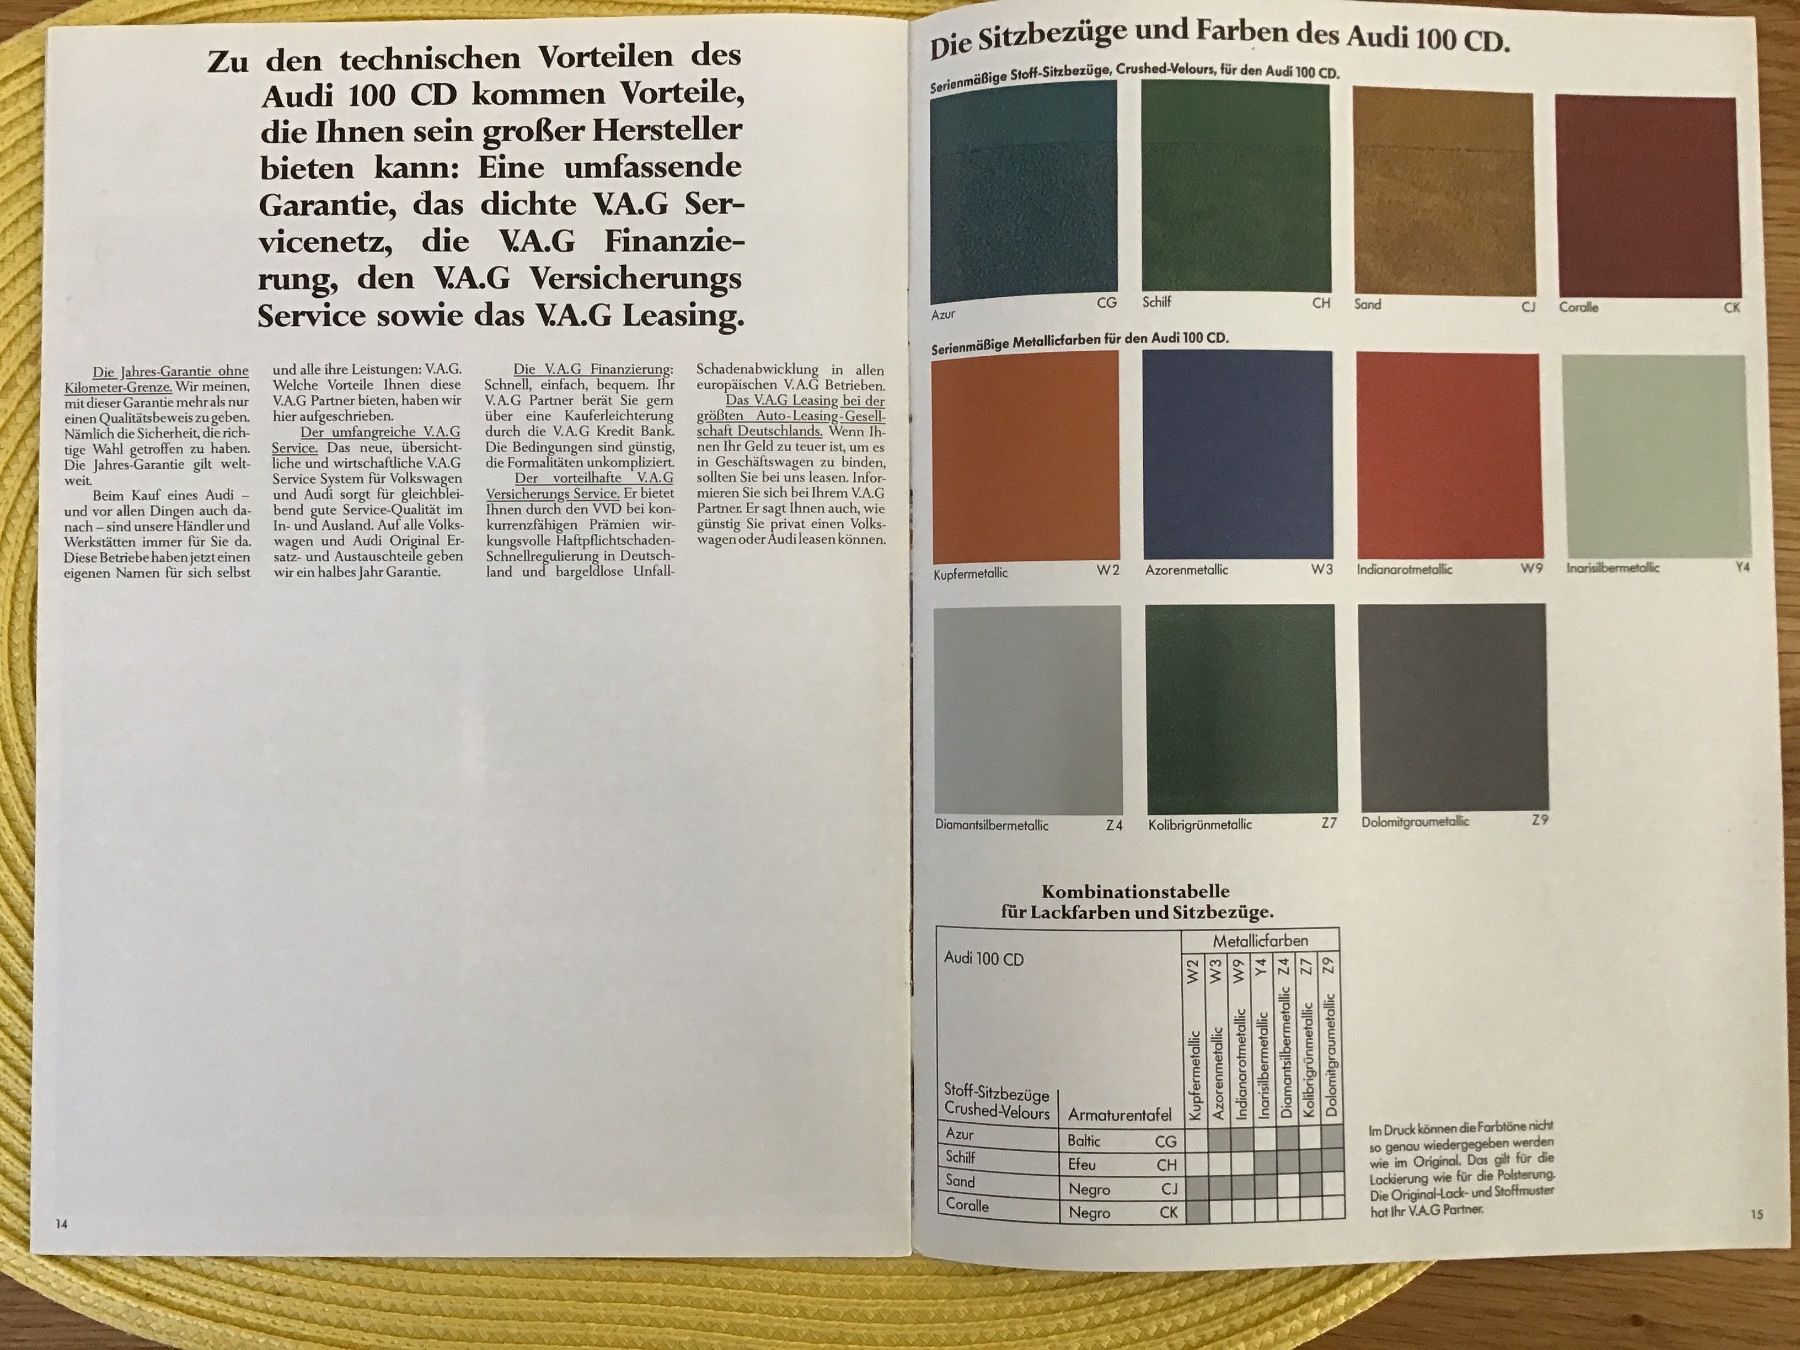 Zu den technischen Vorteilen des
Audi 100 CD kommen Vorteile,
die Ihnen sein großer Hersteller
bieten kann: Eine umfassende
Garantie, das dichte V.A.G Ser-
vicenetz, die V.A.G Finanzie-
rung, den V.A.G Versicherungs
Service sowie das V.A.G Leasing.
Die Jahres-Garantie ohne
Kilometer-Grenze. Wir meinen,
mit dieser Garantie mehr als nur
einen Qualitätsbeweis zu geben.
Nämlich die Sicherheit, die rich-
tige Wahl getroffen zu haben.
Die Jahres-Garantie gilt welt-
weit.
Beim Kauf eines Audi –
und vor allen Dingen auch da-
nach – sind unsere Händler und
Werkstätten immer für Sie da.
Diese Betriebe haben jetzt einen
eigenen Namen für sich selbst
und alle ihre Leistungen: V.A.G.
Welche Vorteile Ihnen diese
V.A.G Partner bieten, haben wir
hier aufgeschrieben.
Der umfangreiche V.A.G
Service. Das neue, übersicht-
liche und wirtschaftliche V.A.G
Service System für Volkswagen
und Audi sorgt für gleichblei-
bend gute Service-Qualität im
In- und Ausland. Auf alle Volks-
wagen und Audi Original Er-
satz- und Austauschteile geben
wir ein halbes Jahr Garantie.
Die V.A.G Finanzierung:
Schnell, einfach, bequem. Ihr
V.A.G Partner berät Sie gern
über eine Kauferleichterung
durch die V.A.G Kredit Bank.
Die Bedingungen sind günstig,
die Formalitäten unkompliziert.
Der vorteilhafte V.A.G
Versicherungs Service. Er bietet
Ihnen durch den VVD bei kon-
kurrenzfähigen Prämien wir-
kungsvolle Haftpflichtschaden-
Schnellregulierung in Deutsch-
land und bargeldlose Unfall-
Schadenabwicklung in allen
europäischen V.A.G Betrieben.
Das V.A.G Leasing bei der
größten Auto-Leasing-Gesell-
schaft Deutschlands. Wenn Ih-
nen Ihr Geld zu teuer ist, um es
in Geschäftswagen zu binden,
sollten Sie bei uns leasen. Infor-
mieren Sie sich bei Ihrem V.A.G
Partner. Er sagt Ihnen auch, wie
günstig Sie privat einen Volks-
wagen oder Audi leasen können.
14
Die Sitzbezüge und Farben des Audi 100 CD.
Serienmäßige Stoff-Sitzbezüge, Crushed-Velours, für den Audi 100 CD.
Azur CG
Schilf CH
Sand CJ
Coralle CK
Serienmäßige Metallicfarben für den Audi 100 CD.
Kupfermetallic W2
Azorenmetallic W3
Indianarotmetallic W9
Inarisilbermetallic Y4
Diamantsilbermetallic Z4
Kolibrigrünmetallic Z7
Dolomitgraumetallic Z9
Kombinationstabelle
für Lackfarben und Sitzbezüge.
Audi 100 CD
Metallicfarben
Kupfermetallic W2
Azorenmetallic W3
Indianarotmetallic W9
Inarisilbermetallic Y4
Diamantsilbermetallic Z4
Kolibrigrünmetallic Z7
Dolomitgraumetallic Z9
Stoff-Sitzbezüge
Crushed-Velours
Armaturentafel
Azur Baltic CG
Schilf Efeu CH
Sand Negro CJ
Coralle Negro CK
Im Druck können die Farbtöne nicht
so genau wiedergegeben werden
wie im Original. Das gilt für die
Lackierung wie für die Polsterung.
Die Original-Lack- und Stoffmuster
hat Ihr V.A.G Partner.
15